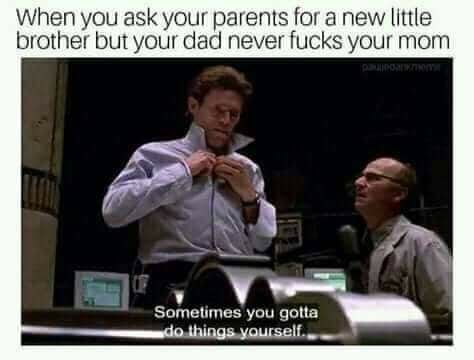 When you ask your parents for a new little
brother but your dad never fucks your mom
Sometimes you gotta
do things yourself.